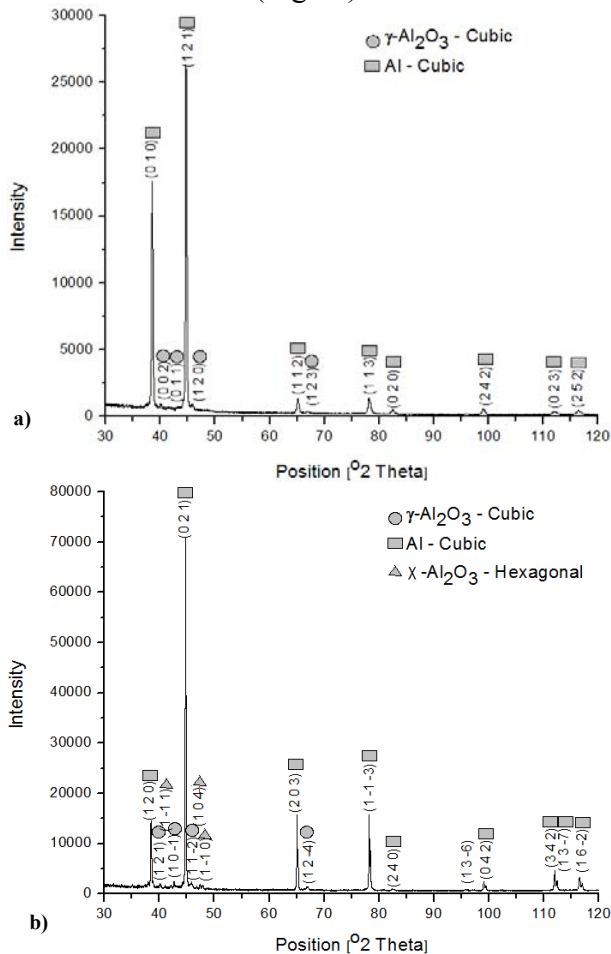 30000
25000
20000
15000
10000
5000
0
Intensity
γ-Al2O3 - Cubic
Al - Cubic
(0 1 0)
(0 0 2)
(0 1 1)
(1 2 1)
(1 2 0)
(1 1 2)
(1 2 3)
(1 1 3)
(0 2 0)
(2 4 2)
(0 2 3)
(2 5 2)
a)
30 40 50 60 70 80 90 100 110 120
Position [O2 Theta]
80000
70000
60000
50000
40000
30000
20000
10000
0
Intensity
γ-Al2O3 - Cubic
Al - Cubic
χ -Al2O3 - Hexagonal
(1 2 0)
(1 2 1)
(1 -1 1)
(1 0 -1)
(0 2 1)
(1 1 -2)
(1 0 4)
(1 -1 0)
(2 0 3)
(1 2 -4)
(1 -1 -3)
(2 4 0)
(1 3 -6)
(0 4 2)
(3 4 2)
(1 3 -7)
(1 6 -2)
b)
30 40 50 60 70 80 90 100 110 120
Position [O2 Theta]